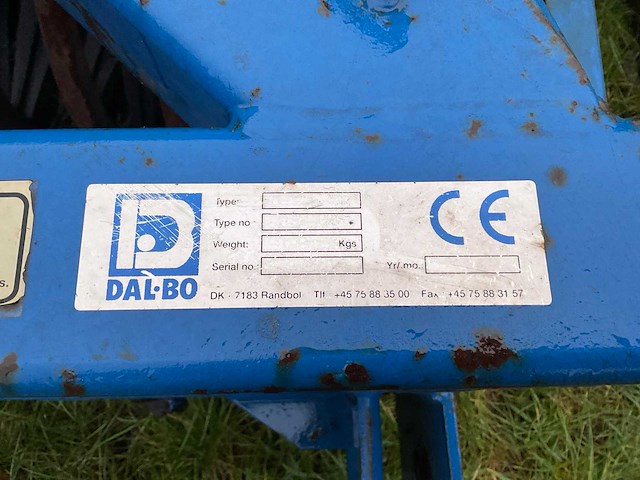 Type:
Type no
Weight: Kgs
Serial no
Yr/mo
CE
D
DAL·BO
DK - 7183 Randbøl Tlf +45 75 88 35 00 Fax +45 75 88 31 57
s.